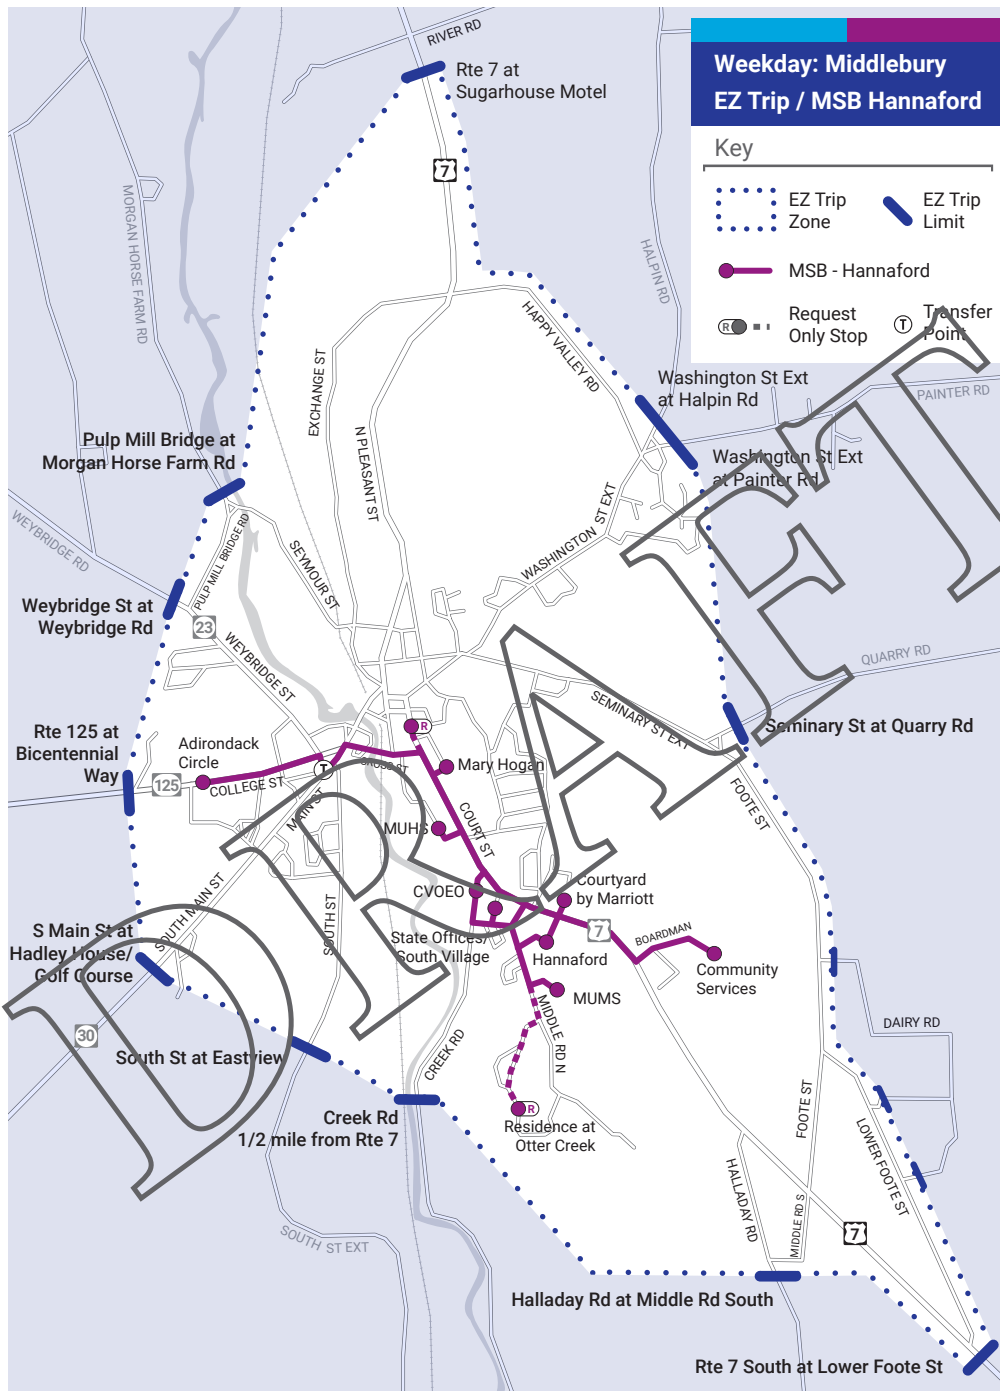 RIVER RD
Rte 7 at
Sugarhouse Motel
Weekday: Middlebury
EZ Trip / MSB Hannaford
Key
EZ Trip
Zone
EZ Trip
Limit
MSB - Hannaford
R
Request
Only Stop
T
Transfer
Point
7
MORGAN HORSE FARM RD
HALPIN RD
HAPPY VALLEY RD
EXCHANGE ST
N PLEASANT ST
Washington St Ext
at Halpin Rd
PAINTER RD
Washington St Ext
at Painter Rd
Pulp Mill Bridge at
Morgan Horse Farm Rd
WEYBRIDGE RD
PULP MILL BRIDGE RD
SEYMOUR ST
WASHINGTON ST EXT
Weybridge St at
Weybridge Rd
23
WEYBRIDGE ST
QUARRY RD
SEMINARY ST EXT
Seminary St at Quarry Rd
Rte 125 at
Bicentennial
Way
Adirondack
Circle
125
COLLEGE ST
T
CROSS ST
R
Mary Hogan
MAIN ST
MUHS
COURT ST
FOOTE ST
CVOEO
Courtyard
by Marriott
State Offices/
South Village
Hannaford
7
BOARDMAN
Community
Services
S Main St at
Hadley House/
Golf Course
SOUTH MAIN ST
SOUTH ST
MUMS
MIDDLE RD N
30
South St at Eastview
CREEK RD
DAIRY RD
Creek Rd
1/2 mile from Rte 7
R
Residence at
Otter Creek
FOOTE ST
LOWER FOOTE ST
HALLADAY RD
MIDDLE RD S
7
SOUTH ST EXT
Halladay Rd at Middle Rd South
Rte 7 South at Lower Foote St
DRAFT